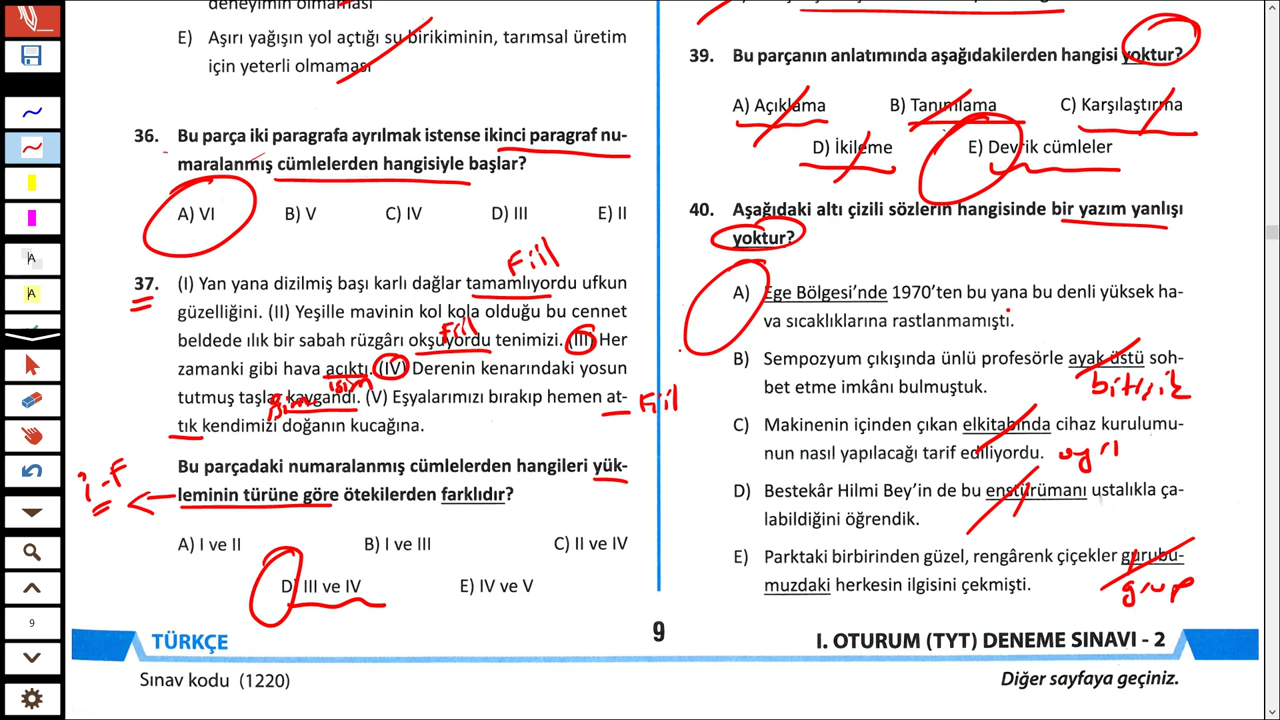 deneyimin olmaması
E) Aşırı yağışın yol açtığı su birikiminin, tarımsal üretim
için yeterli olmaması
36. Bu parça iki paragrafa ayrılmak istense ikinci paragraf nu-
maralanmış cümlelerden hangisiyle başlar?
A) VI B) V C) IV D) III E) II
Fiil
37. (I) Yan yana dizilmiş başı karlı dağlar tamamlıyordu ufkun
güzelliğini. (II) Yeşille mavinin kol kola olduğu bu cennet
Fiil
beldede ılık bir sabah rüzgârı okşuyordu tenimizi. (III) Her
zamanki gibi hava açıktı. (IV) Derenin kenarındaki yosun
isim
tutmuş taşlar kaygandı. (V) Eşyalarımızı bırakıp hemen at-
isim
Fiil
tık kendimizi doğanın kucağına.
Bu parçadaki numaralanmış cümlelerden hangileri yük-
leminin türüne göre ötekilerden farklıdır?
i-F
A) I ve II B) I ve III C) II ve IV
D) III ve IV E) IV ve V
39. Bu parçanın anlatımında aşağıdakilerden hangisi yoktur?
A) Açıklama B) Tanımlama C) Karşılaştırma
D) İkileme E) Devrik cümleler
40. Aşağıdaki altı çizili sözlerin hangisinde bir yazım yanlışı
yoktur?
A) Ege Bölgesi’nde 1970’ten bu yana bu denli yüksek ha-
va sıcaklıklarına rastlanmamıştı.
B) Sempozyum çıkışında ünlü profesörle ayak üstü soh-
bet etme imkânı bulmuştuk.
bitişik
C) Makinenin içinden çıkan elkitabında cihaz kurulumu-
nun nasıl yapılacağı tarif ediliyordu.
D) Bestekâr Hilmi Bey’in de bu enstürümanı ustalıkla ça-
labildiğini öğrendik.
E) Parktaki birbirinden güzel, rengârenk çiçekler gurubu-
muzdaki herkesin ilgisini çekmişti.
grup
A
A
9
TÜRKÇE 9 I. OTURUM (TYT) DENEME SINAVI - 2
Sınav kodu (1220) Diğer sayfaya geçiniz.